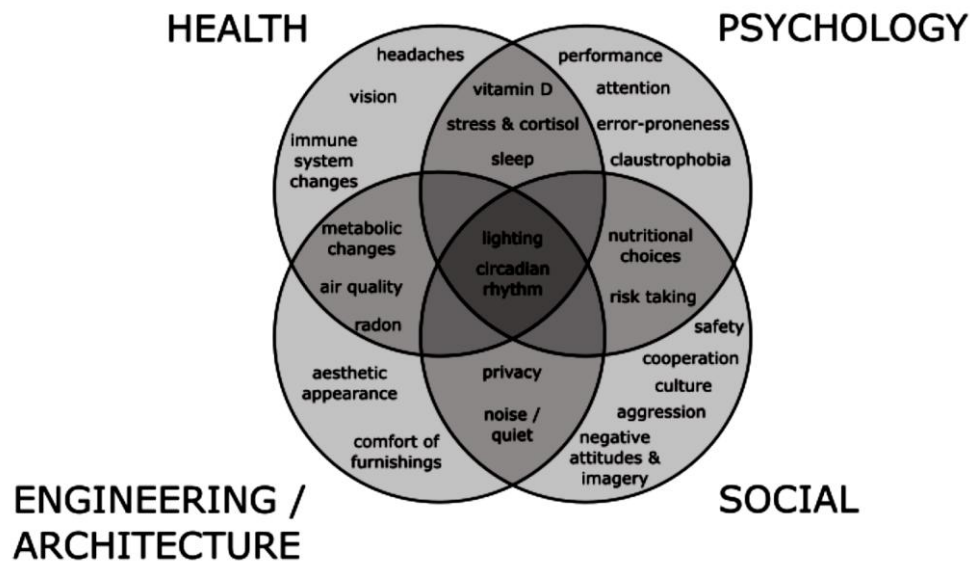 HEALTH
PSYCHOLOGY
headaches
vision
immune
system
changes
vitamin D
stress & cortisol
sleep
performance
attention
error-proneness
claustrophobia
metabolic
changes
air quality
radon
lighting
circadian
rhythm
nutritional
choices
risk taking
aesthetic
appearance
comfort of
furnishings
privacy
noise /
quiet
safety
cooperation
culture
aggression
negative
attitudes &
imagery
ENGINEERING /
ARCHITECTURE
SOCIAL